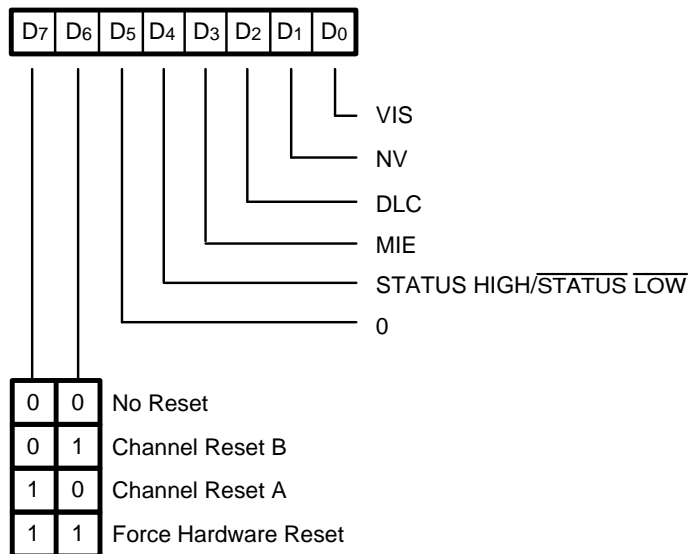 D7 D6 D5 D4 D3 D2 D1 D0
VIS
NV
DLC
MIE
STATUS HIGH/STATUS LOW
0
0 0 No Reset
0 1 Channel Reset B
1 0 Channel Reset A
1 1 Force Hardware Reset